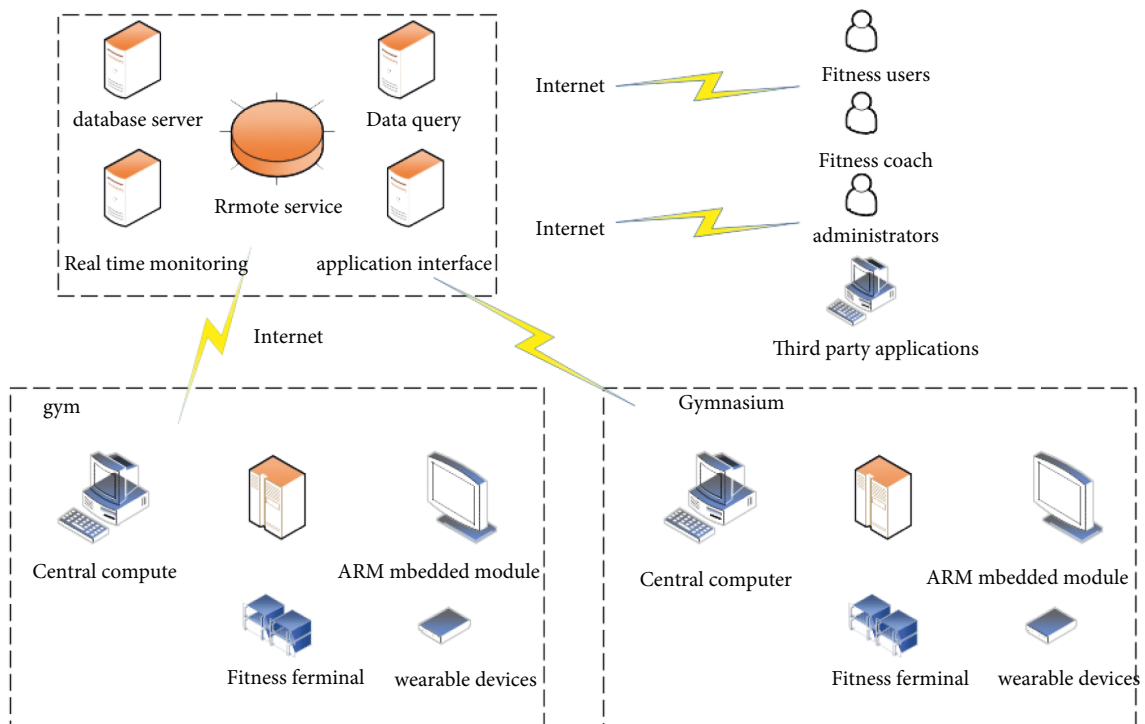 database server
Data query
Rrmote service
Real time monitoring
application interface
Internet
Fitness users
Fitness coach
Internet
administrators
Third party applications
Internet
gym
Central compute
ARM mbedded module
Fitness ferminal
wearable devices
Gymnasium
Central computer
ARM mbedded module
Fitness ferminal
wearable devices